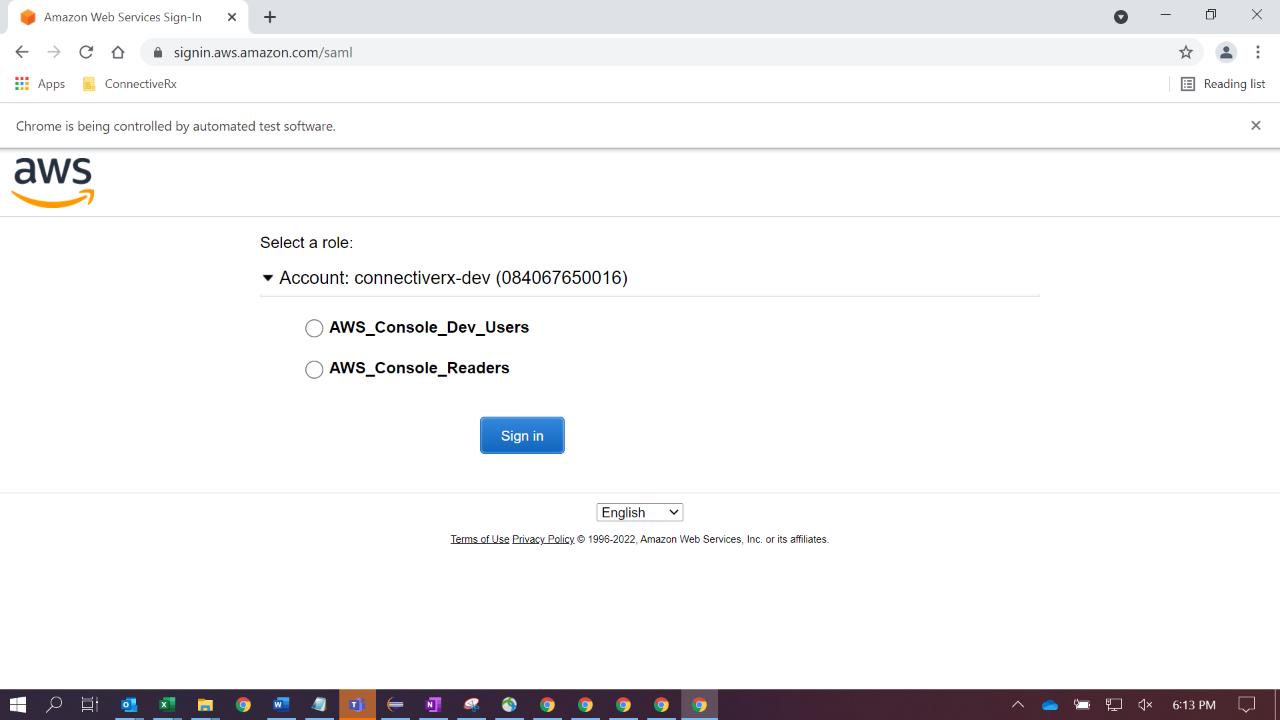 Amazon Web Services Sign-In
signin.aws.amazon.com/saml
Apps
ConnectiveRx
Reading list
Chrome is being controlled by automated test software.
aws
Select a role:
Account: connectiverx-dev (084067650016)
AWS_Console_Dev_Users
AWS_Console_Readers
Sign in
English
Terms of Use Privacy Policy © 1996-2022, Amazon Web Services, Inc. or its affiliates.
6:13 PM